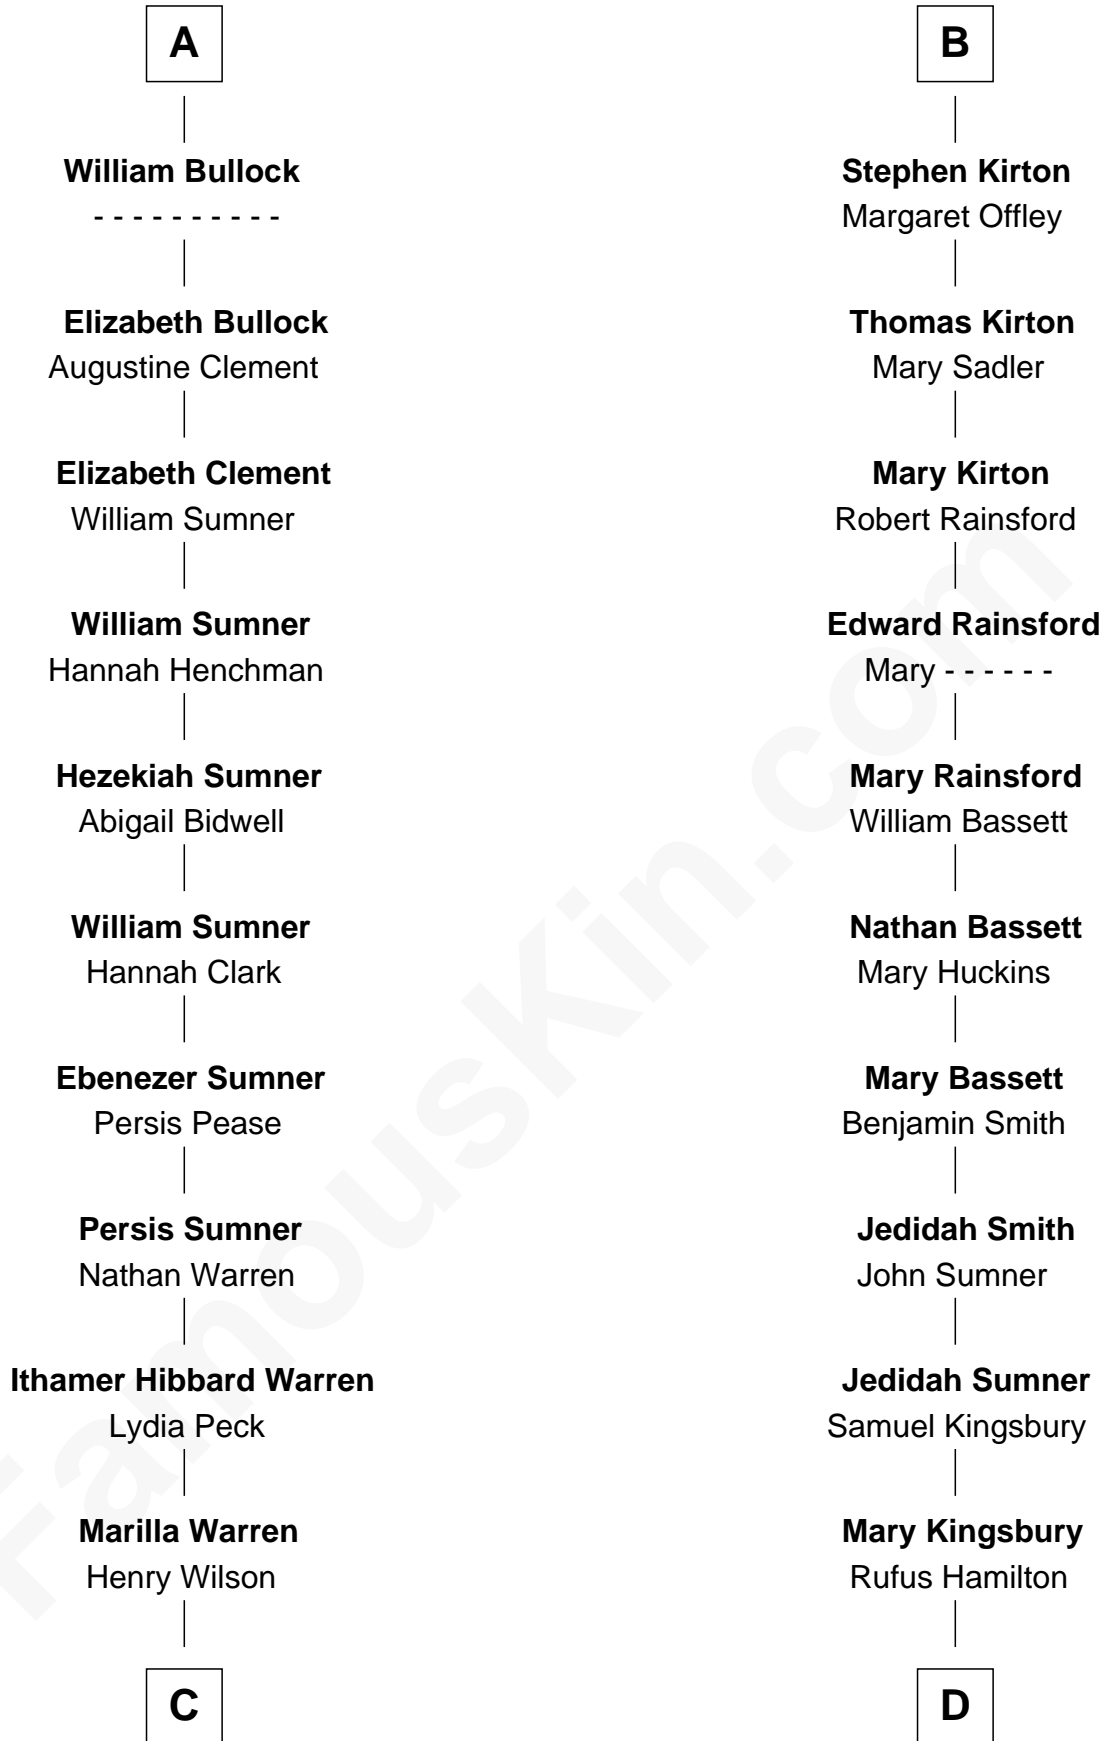 A
William Bullock
- - - - - - - - - -
Elizabeth Bullock
Augustine Clement
Elizabeth Clement
William Sumner
William Sumner
Hannah Henchman
Hezekiah Sumner
Abigail Bidwell
William Sumner
Hannah Clark
Ebenezer Sumner
Persis Pease
Persis Sumner
Nathan Warren
Ithamer Hibbard Warren
Lydia Peck
Marilla Warren
Henry Wilson
C
B
Stephen Kirton
Margaret Offley
Thomas Kirton
Mary Sadler
Mary Kirton
Robert Rainsford
Edward Rainsford
Mary - - - - - -
Mary Rainsford
William Bassett
Nathan Bassett
Mary Huckins
Mary Bassett
Benjamin Smith
Jedidah Smith
John Sumner
Jedidah Sumner
Samuel Kingsbury
Mary Kingsbury
Rufus Hamilton
D
FamousKin.com